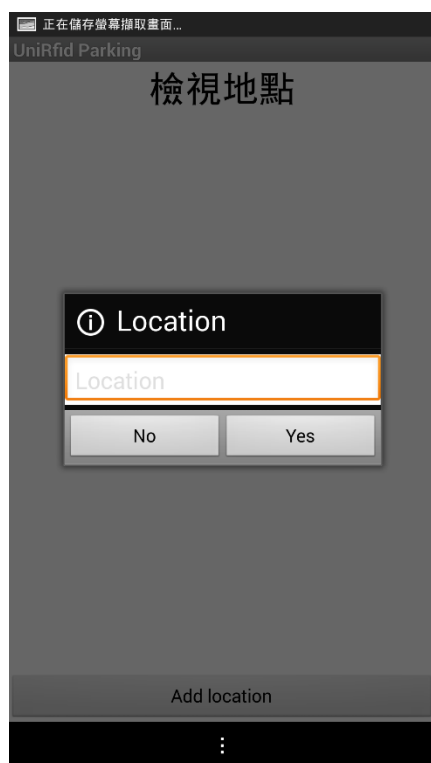 正在儲存螢幕擷取畫面...
UniRfid Parking
檢視地點
Location
Location
No
Yes
Add location